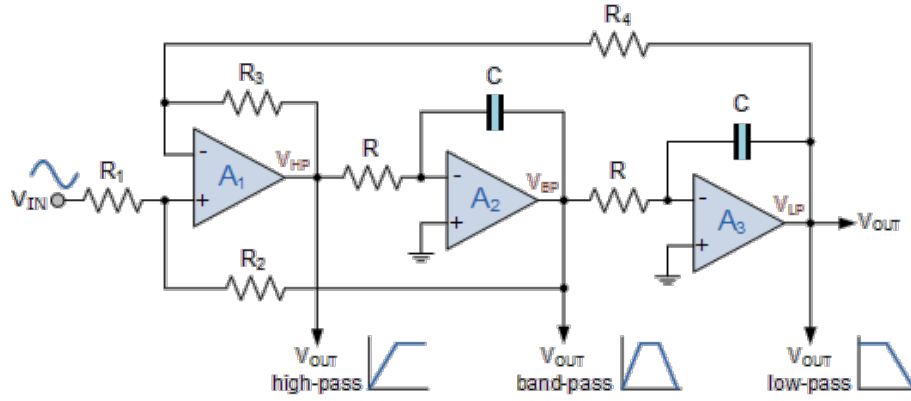 R4
R3
C
C
R1
A1
VHP
R
A2
VBP
R
A3
VLP
VIN
VOUT
R2
VOUT
high-pass
VOUT
band-pass
VOUT
low-pass